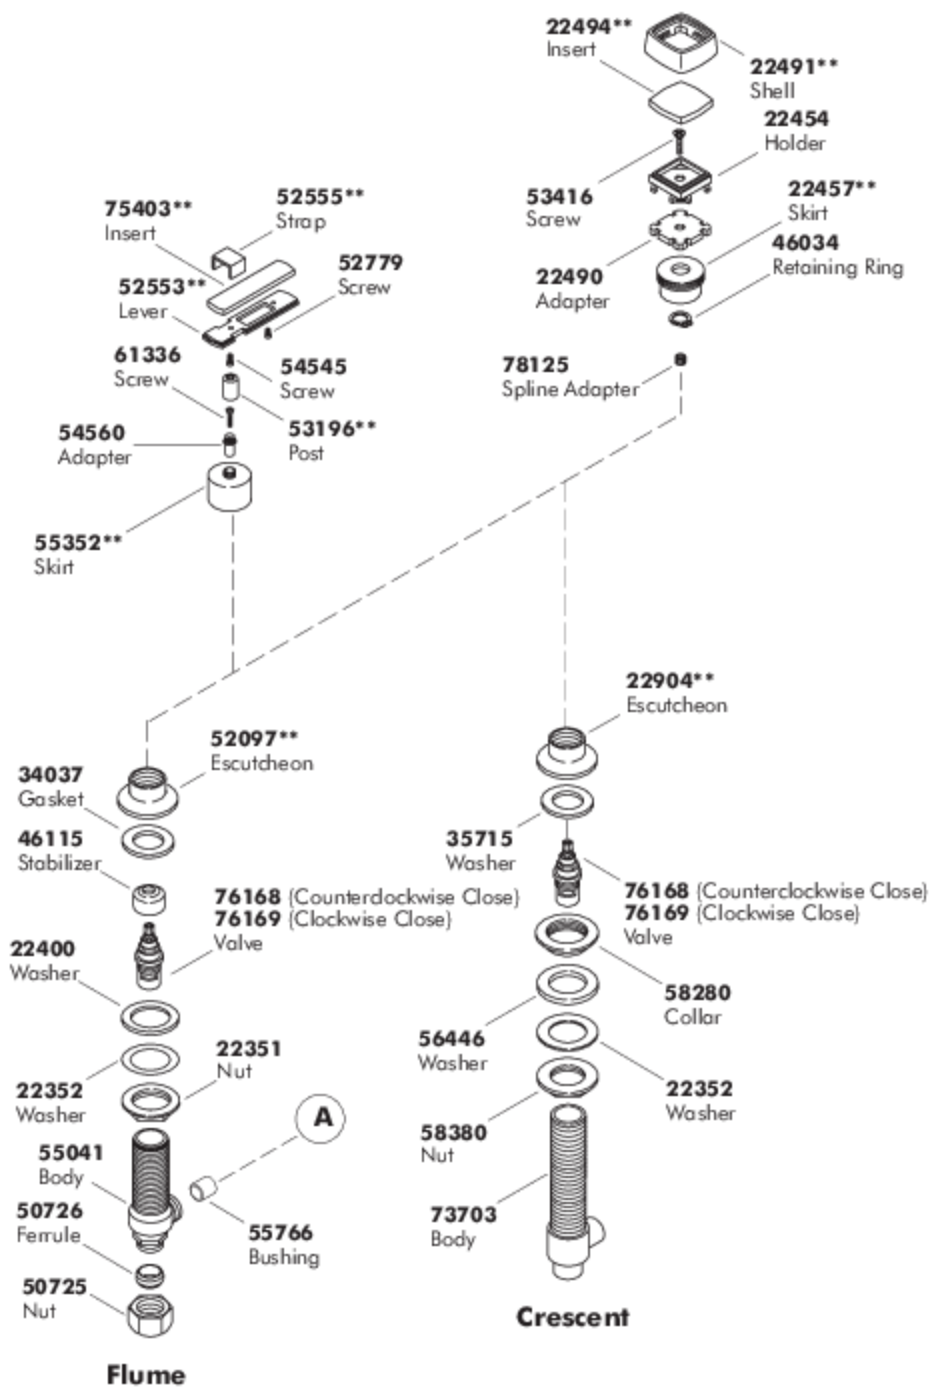 22494**
Insert
22491**
Shell
22454
Holder
53416
Screw
22457**
Skirt
46034
Retaining Ring
22490
Adapter
78125
Spline Adapter
75403**
Insert
52555**
Strap
52553**
Lever
52779
Screw
61336
Screw
54545
Screw
54560
Adapter
53196**
Post
55352**
Skirt
52097**
Escutcheon
34037
Gasket
46115
Stabilizer
76168 (Counterclockwise Close)
76169 (Clockwise Close)
Valve
22400
Washer
22351
Nut
22352
Washer
A
55041
Body
50726
Ferrule
55766
Bushing
50725
Nut
Flume
22904**
Escutcheon
35715
Washer
76168 (Counterclockwise Close)
76169 (Clockwise Close)
Valve
58280
Collar
56446
Washer
22352
Washer
58380
Nut
73703
Body
Crescent